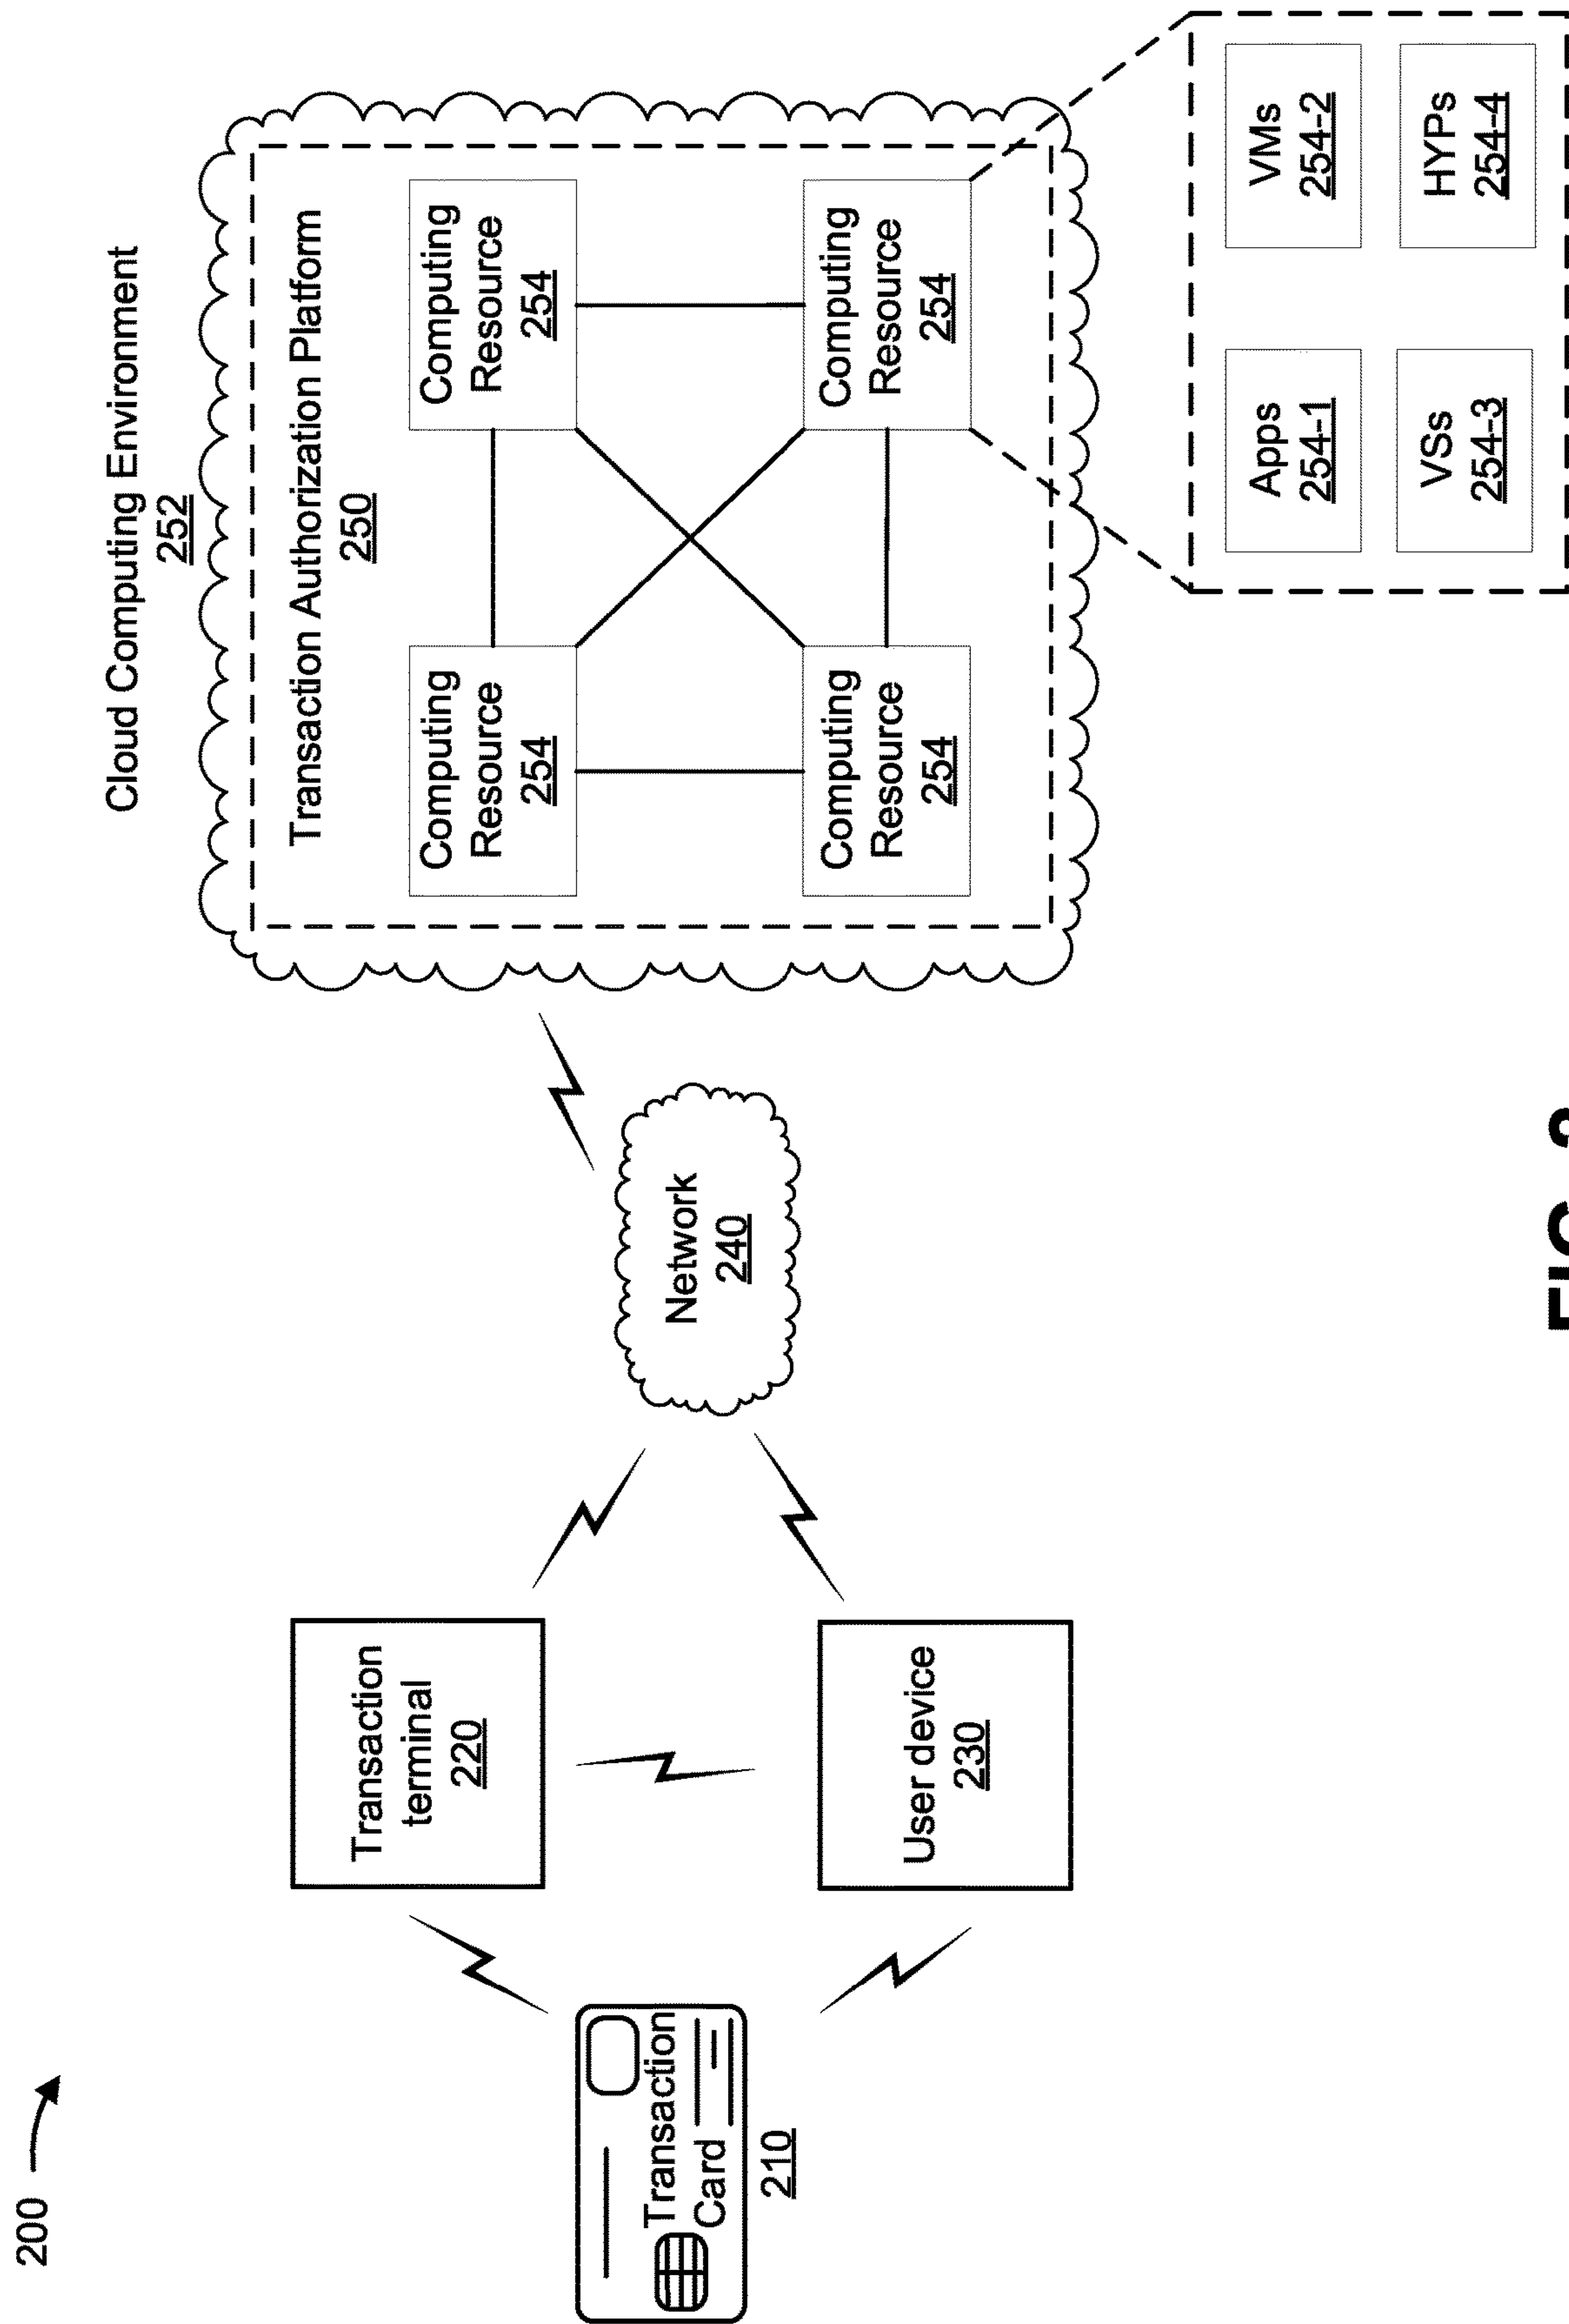 200
Cloud Computing Environment
252
Transaction Authorization Platform
250
Computing
Resource
254
Computing
Resource
254
Computing
Resource
254
Computing
Resource
254
Apps
254-1
VMs
254-2
VSs
254-3
HYPs
254-4
Network
240
Transaction
terminal
220
User device
230
Transaction
Card
210
FIG. 2